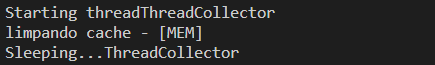 Starting threadThreadCollector
limpando cache - [MEM]
Sleeping...ThreadCollector